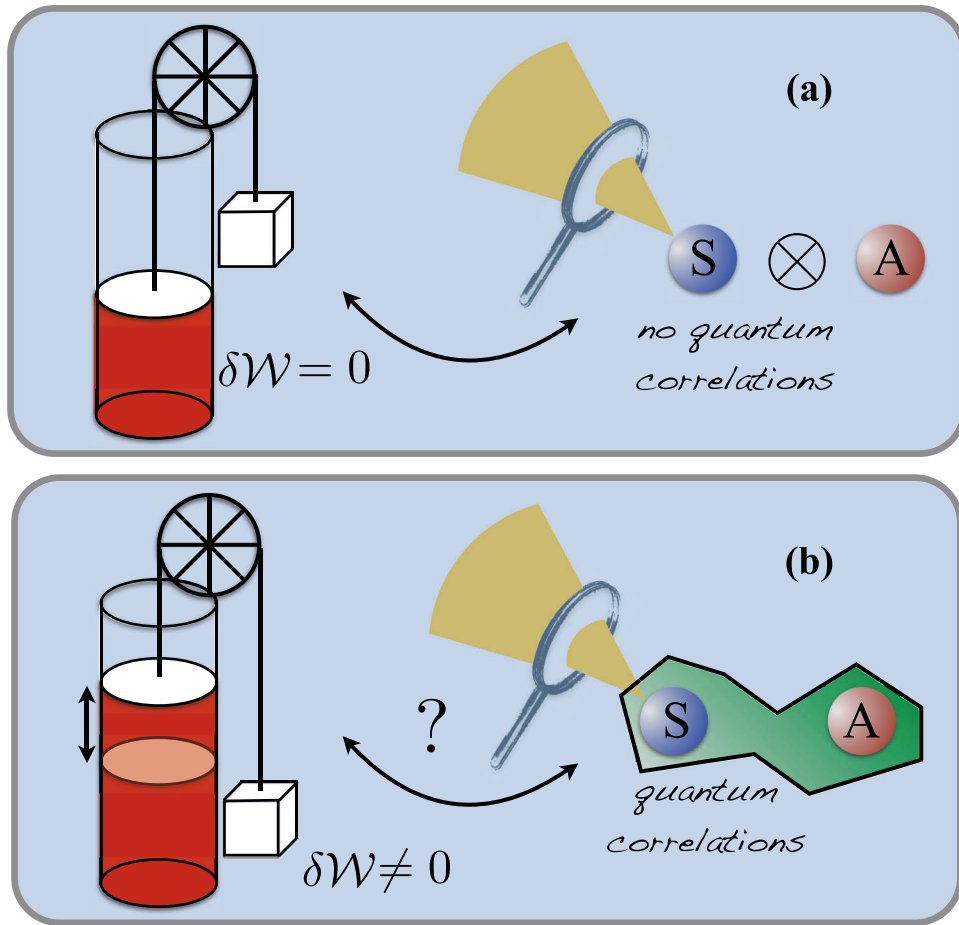 (a)
S ⊗ A
no quantum
correlations
δ𝒲 = 0
(b)
?
S A
quantum
correlations
δ𝒲 ≠ 0